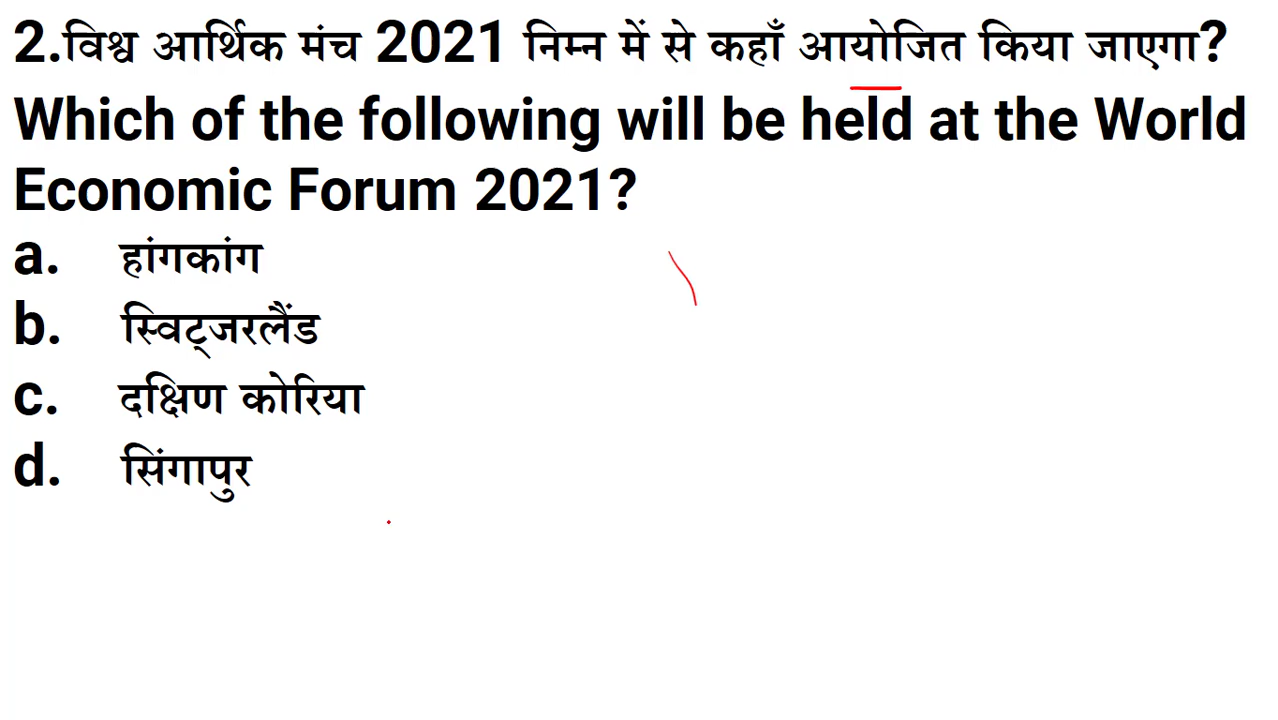 2.विश्व आर्थिक मंच 2021 निम्न में से कहाँ आयोजित किया जाएगा?
Which of the following will be held at the World
Economic Forum 2021?
a. हांगकांग
b. स्विट्जरलैंड
c. दक्षिण कोरिया
d. सिंगापुर